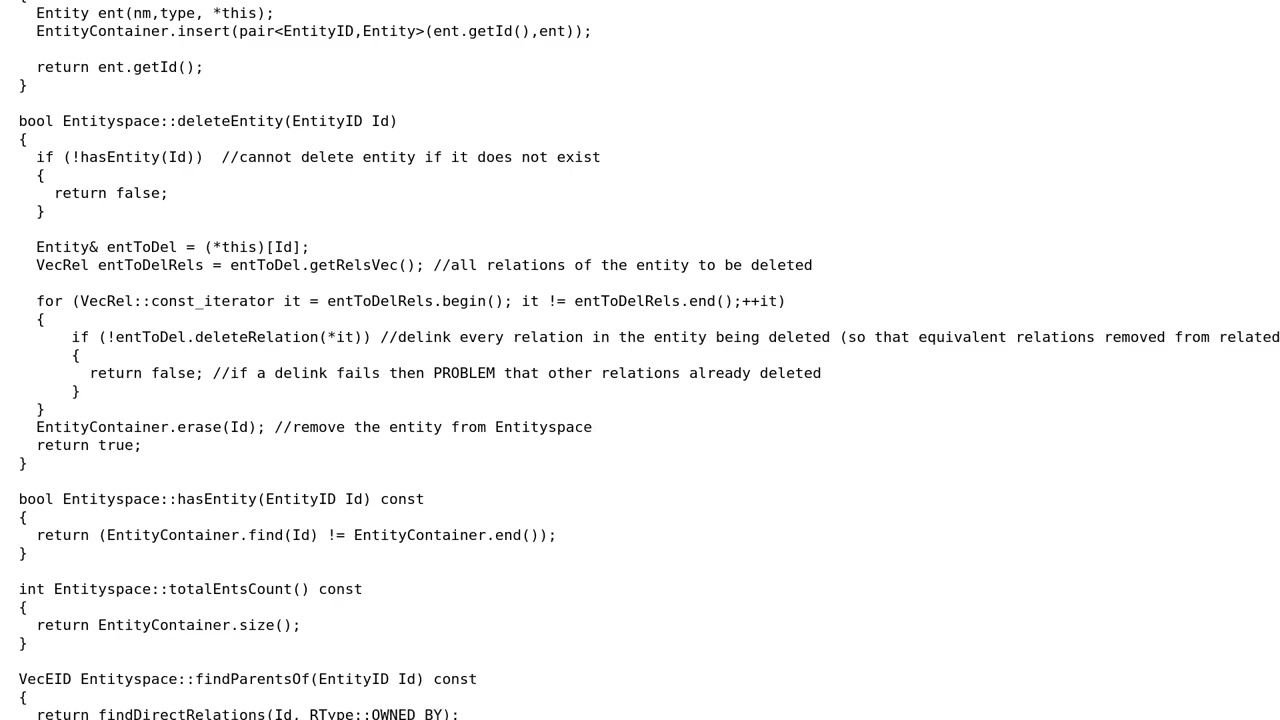 {
Entity ent(nm,type, *this);
EntityContainer.insert(pair<EntityID,Entity>(ent.getId(),ent));
return ent.getId();
}
bool Entityspace::deleteEntity(EntityID Id)
{
if (!hasEntity(Id))  //cannot delete entity if it does not exist
{
return false;
}
Entity& entToDel = (*this)[Id];
VecRel entToDelRels = entToDel.getRelsVec(); //all relations of the entity to be deleted
for (VecRel::const_iterator it = entToDelRels.begin(); it != entToDelRels.end();++it)
{
if (!entToDel.deleteRelation(*it)) //delink every relation in the entity being deleted (so that equivalent relations removed from related
{
return false; //if a delink fails then PROBLEM that other relations already deleted
}
}
EntityContainer.erase(Id); //remove the entity from Entityspace
return true;
}
bool Entityspace::hasEntity(EntityID Id) const
{
return (EntityContainer.find(Id) != EntityContainer.end());
}
int Entityspace::totalEntsCount() const
{
return EntityContainer.size();
}
VecEID Entityspace::findParentsOf(EntityID Id) const
{
return findDirectRelations(Id, RType::OWNED_BY);